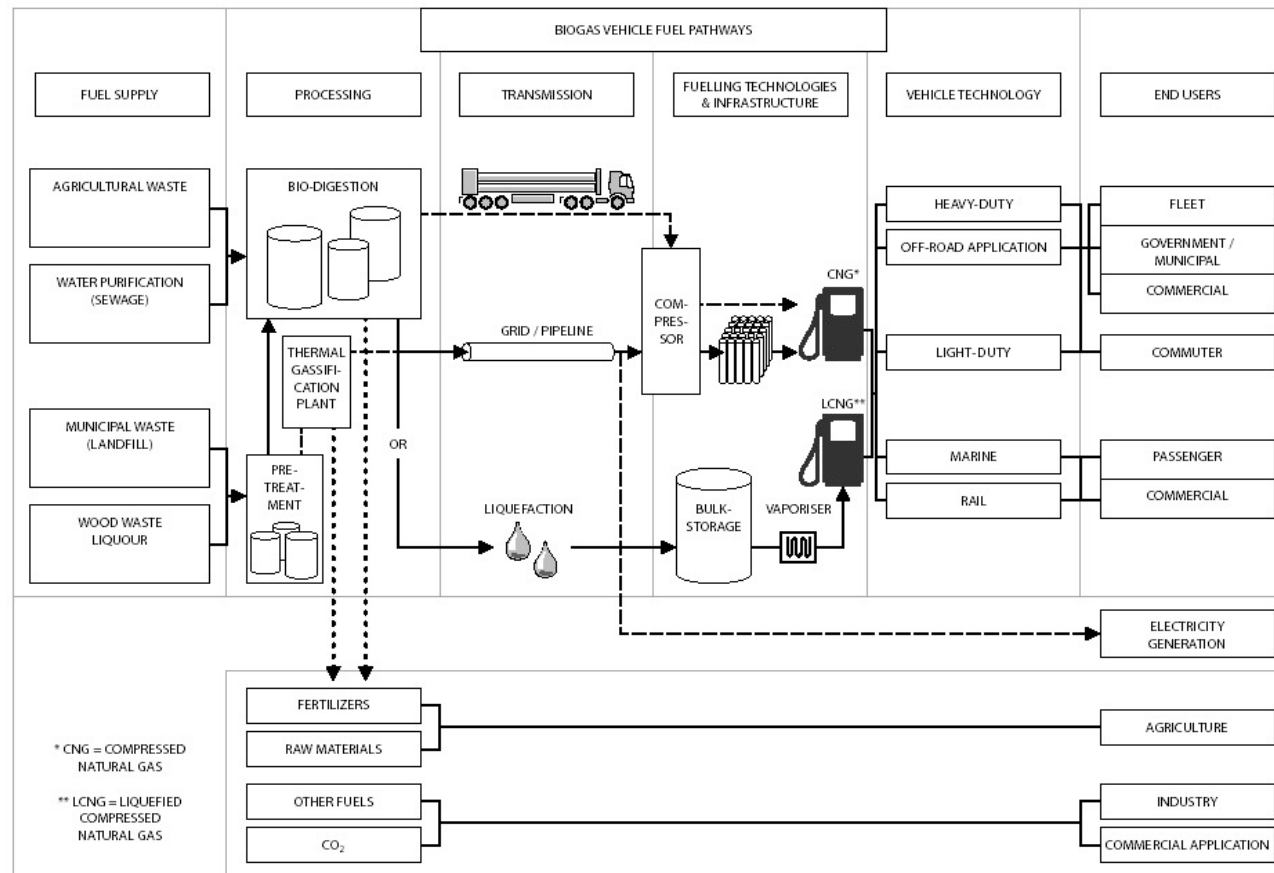 BIOGAS VEHICLE FUEL PATHWAYS
FUEL SUPPLY
PROCESSING
TRANSMISSION
FUELLING TECHNOLOGIES
& INFRASTRUCTURE
VEHICLE TECHNOLOGY
END USERS
AGRICULTURAL WASTE
WATER PURIFICATION
(SEWAGE)
MUNICIPAL WASTE
(LANDFILL)
WOOD WASTE
LIQUOUR
BIO-DIGESTION
THERMAL
GASSIFI-
CATION
PLANT
PRE-
TREAT-
MENT
OR
GRID / PIPELINE
LIQUEFACTION
COM-
PRES-
SOR
BULK-
STORAGE
VAPORISER
CNG*
LCNG**
HEAVY-DUTY
OFF-ROAD APPLICATION
LIGHT-DUTY
MARINE
RAIL
FLEET
GOVERNMENT /
MUNICIPAL
COMMERCIAL
COMMUTER
PASSENGER
COMMERCIAL
ELECTRICITY
GENERATION
FERTILIZERS
RAW MATERIALS
AGRICULTURE
OTHER FUELS
CO₂
INDUSTRY
COMMERCIAL APPLICATION
* CNG = COMPRESSED
NATURAL GAS
** LCNG = LIQUEFIED
COMPRESSED
NATURAL GAS